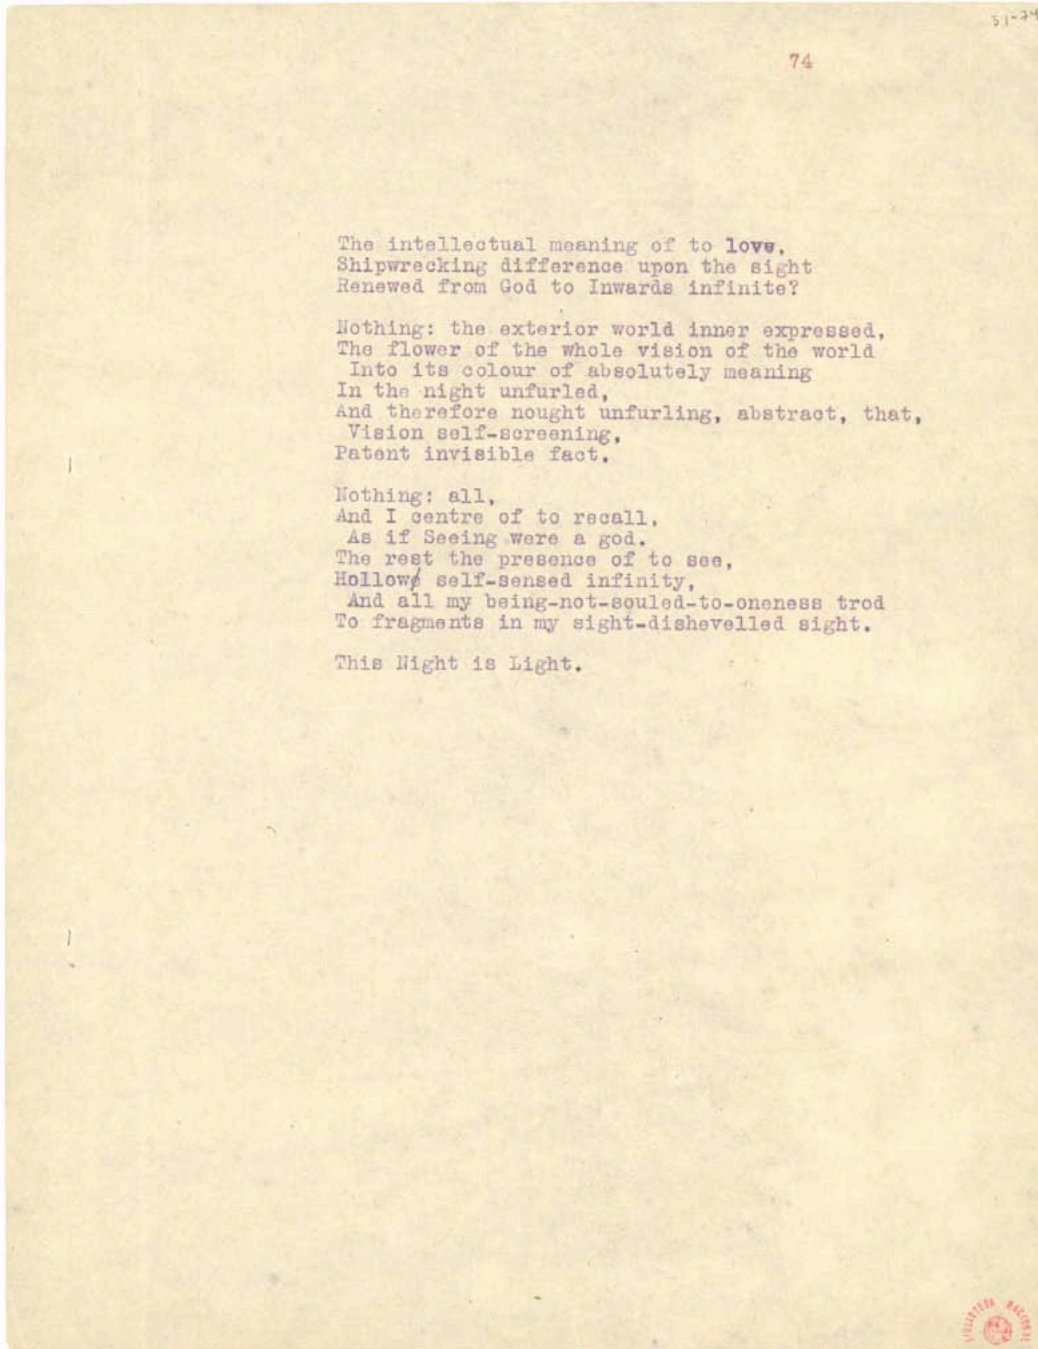 51-74
74
The intellectual meaning of to love,
Shipwrecking difference upon the sight
Renewed from God to Inwards infinite?
Nothing: the exterior world inner expressed,
The flower of the whole vision of the world
Into its colour of absolutely meaning
In the night unfurled,
And therefore nought unfurling, abstract, that,
Vision self-screening,
Patent invisible fact.
Nothing: all,
And I centre of to recall,
As if Seeing were a god.
The rest the presence of to see,
Hollow self-sensed infinity,
And all my being-not-souled-to-oneness trod
To fragments in my sight-dishevelled sight.
This Night is Light.
BIBLIOTECA NACIONAL